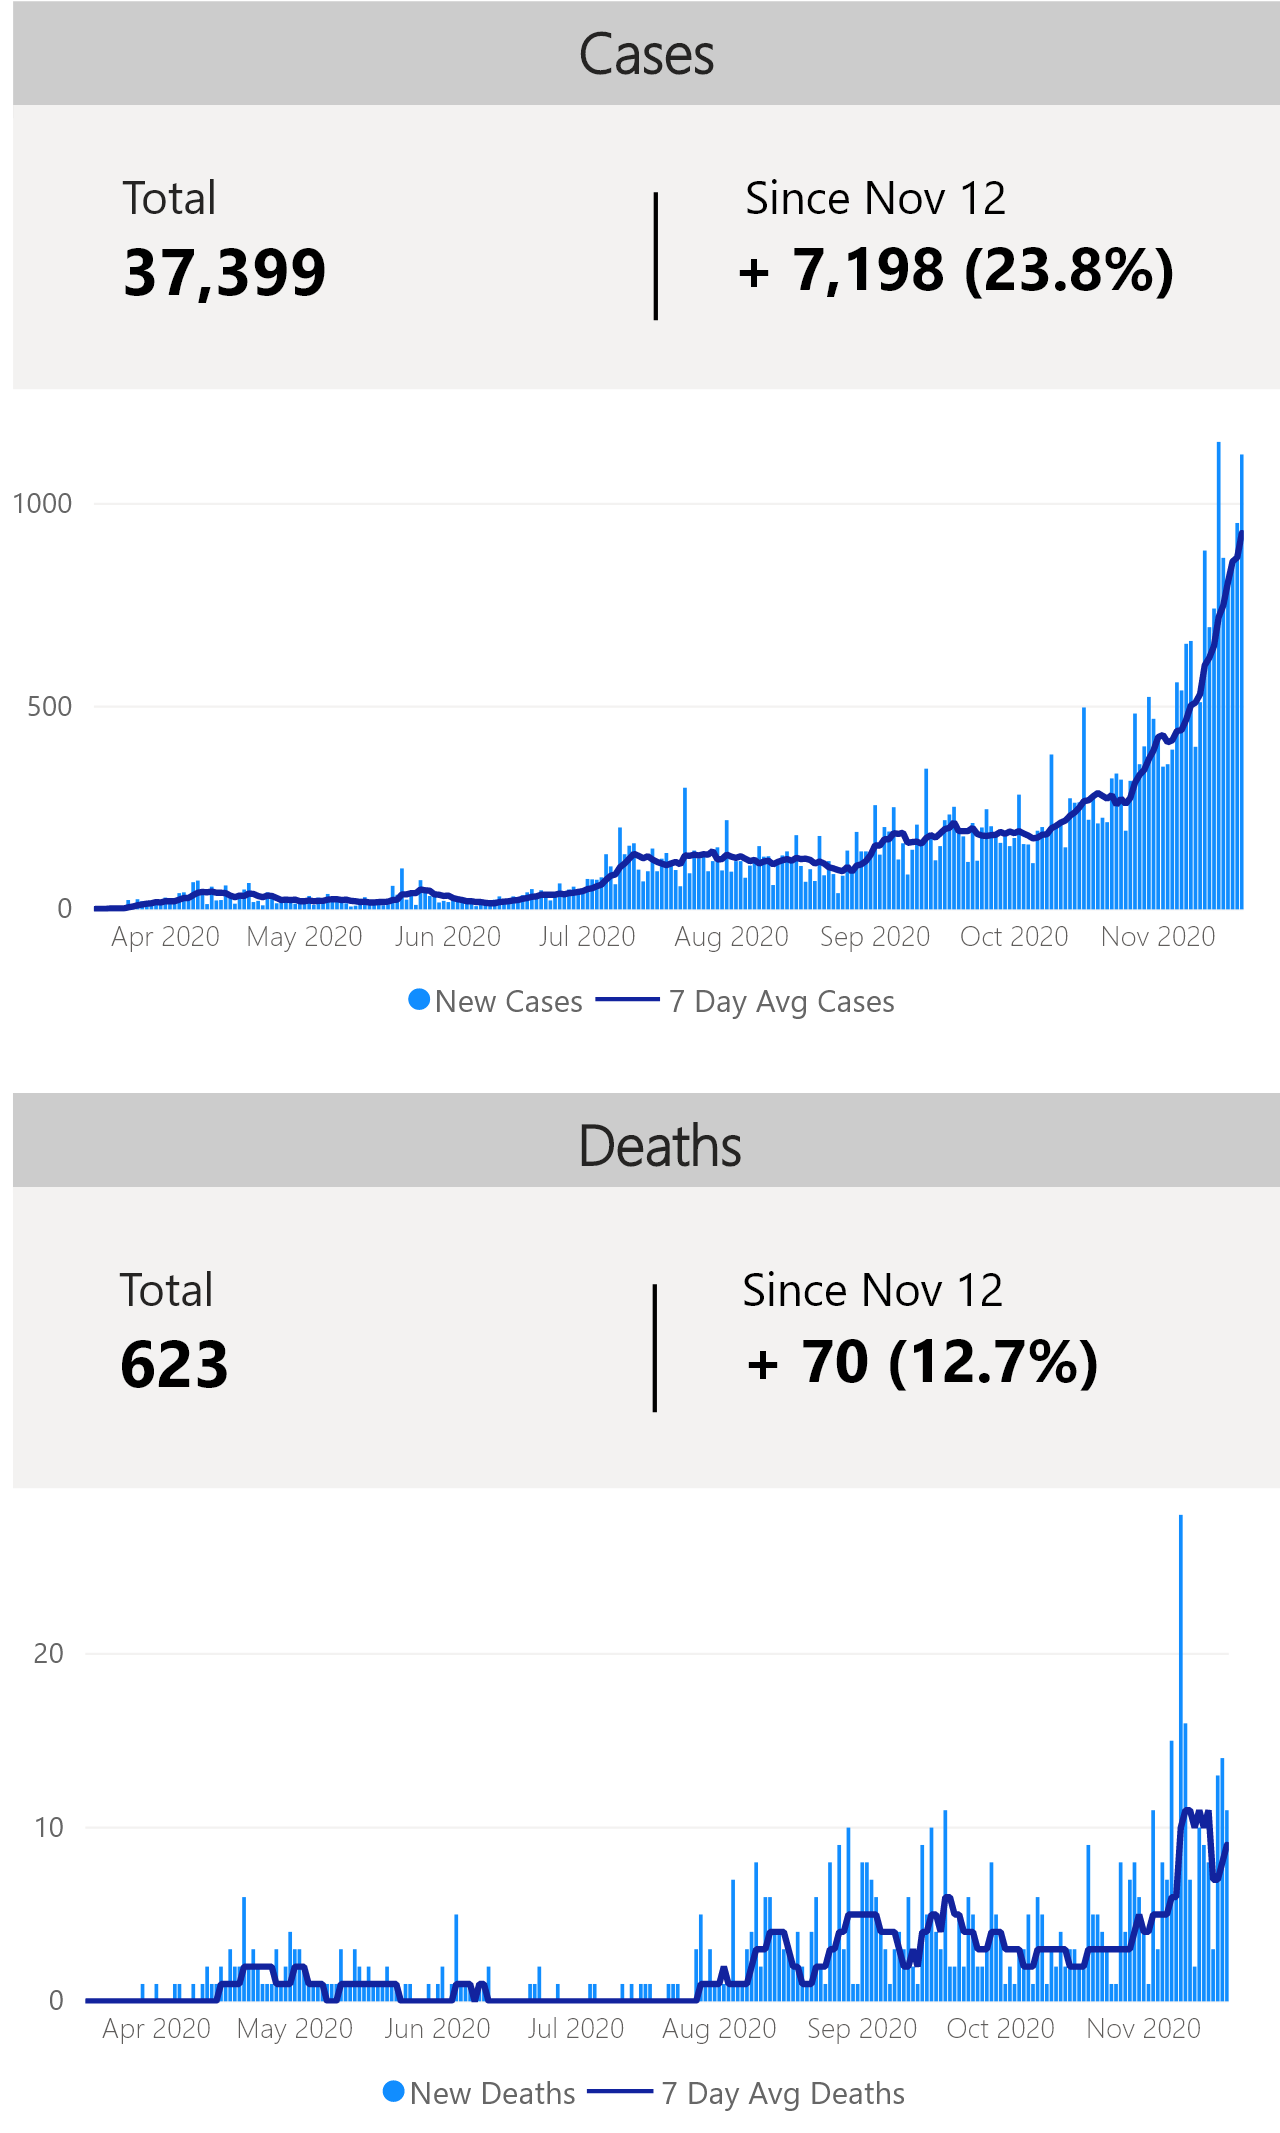 Cases
Total
Since Nov 12
37,399
+ 7,198 (23.8%)
1000
500
0
Apr 2020 May 2020 Jun 2020 Jul 2020 Aug 2020 Sep 2020 Oct 2020 Nov 2020
New Cases 7 Day Avg Cases
Deaths
Total
Since Nov 12
623
+ 70 (12.7%)
20
10
0
Apr 2020 May 2020 Jun 2020 Jul 2020 Aug 2020 Sep 2020 Oct 2020 Nov 2020
New Deaths 7 Day Avg Deaths